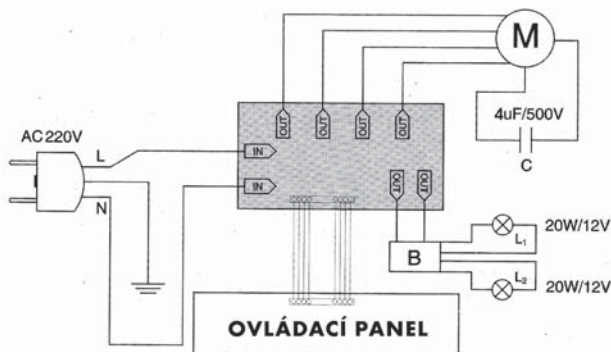 M
OUT OUT OUT OUT
4uF/500V
C
AC220V
L
IN
IN
N
OUT OUT
B
L1
20W/12V
L2
20W/12V
OVLÁDACÍ PANEL